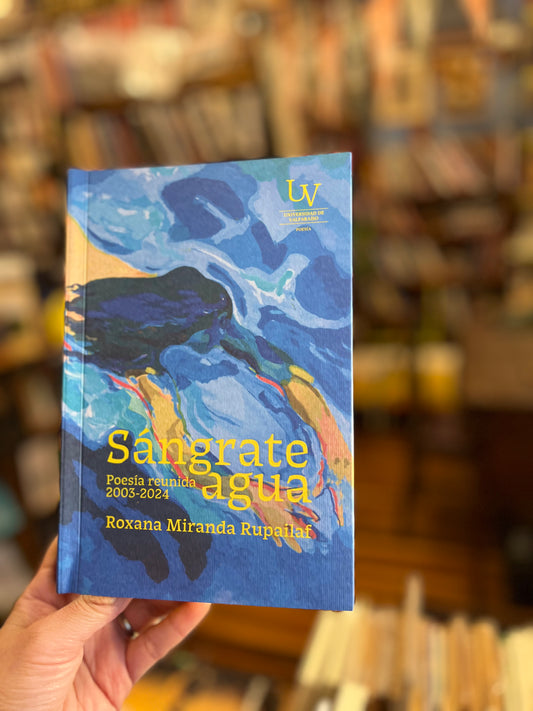 UV
UNIVERSIDAD DE
VALPARAÍSO
POESÍA
Sángrate
agua
Poesía reunida
2003-2024
Roxana Miranda Rupailaf